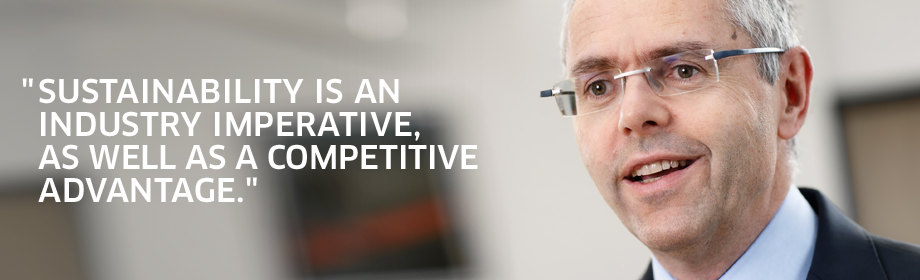 "SUSTAINABILITY IS AN
INDUSTRY IMPERATIVE,
AS WELL AS A COMPETITIVE
ADVANTAGE."